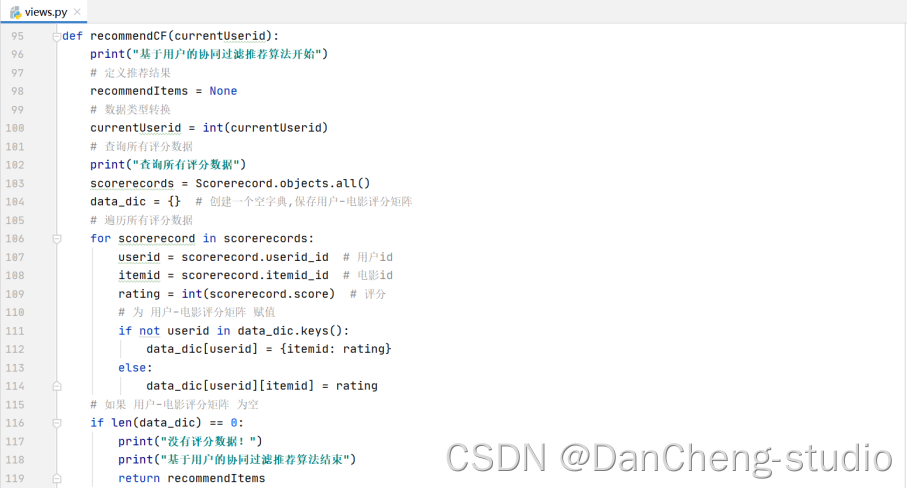 views.py
95 def recommendCF(currentUserid):
96     print("基于用户的协同过滤推荐算法开始")
97     # 定义推荐结果
98     recommendItems = None
99     # 数据类型转换
100     currentUserid = int(currentUserid)
101     # 查询所有评分数据
102     print("查询所有评分数据")
103     scorerecords = Scorerecord.objects.all()
104     data_dic = {}  # 创建一个空字典,保存用户-电影评分矩阵
105     # 遍历所有评分数据
106     for scorerecord in scorerecords:
107         userid = scorerecord.userid_id  # 用户id
108         itemid = scorerecord.itemid_id  # 电影id
109         rating = int(scorerecord.score)  # 评分
110         # 为 用户-电影评分矩阵 赋值
111         if not userid in data_dic.keys():
112             data_dic[userid] = {itemid: rating}
113         else:
114             data_dic[userid][itemid] = rating
115     # 如果 用户-电影评分矩阵 为空
116     if len(data_dic) == 0:
117         print("没有评分数据！")
118         print("基于用户的协同过滤推荐算法结束")
119         return recommendItems
CSDN @DanCheng-studio